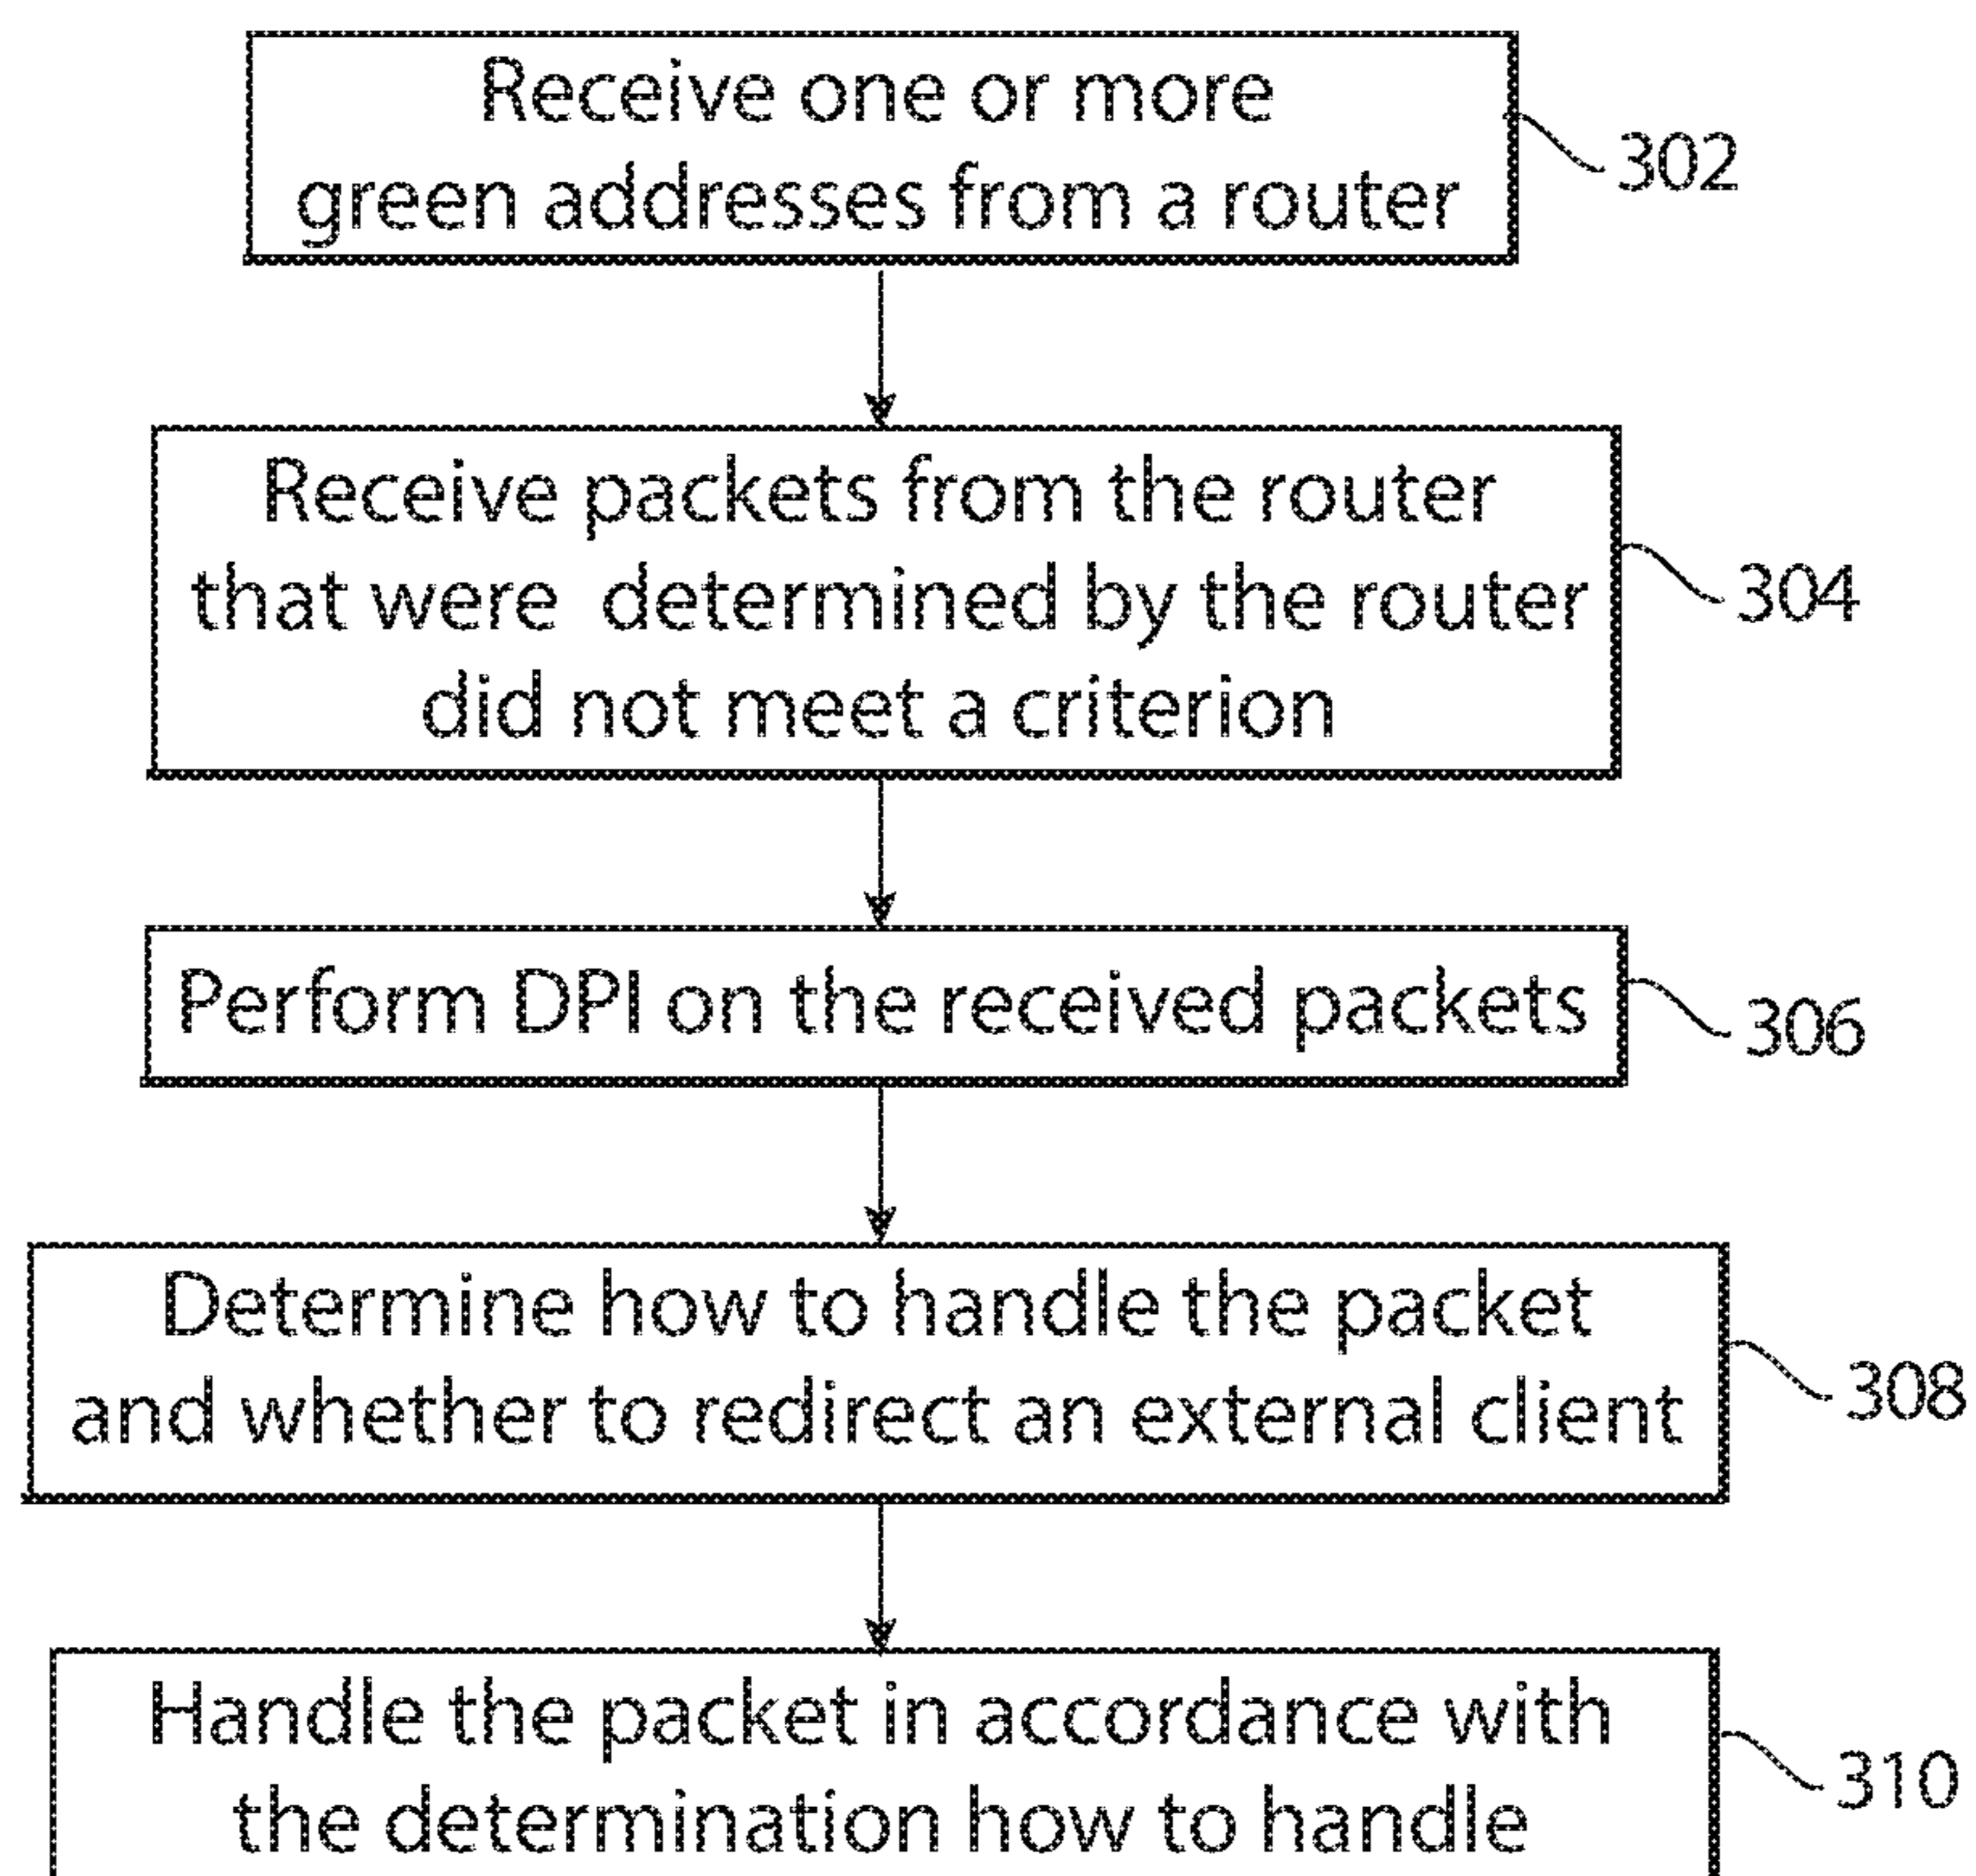 Receive one or more
green addresses from a router
302
Receive packets from the router
that were determined by the router
did not meet a criterion
304
Perform DPI on the received packets
306
Determine how to handle the packet
and whether to redirect an external client
308
Handle the packet in accordance with
the determination how to handle
310